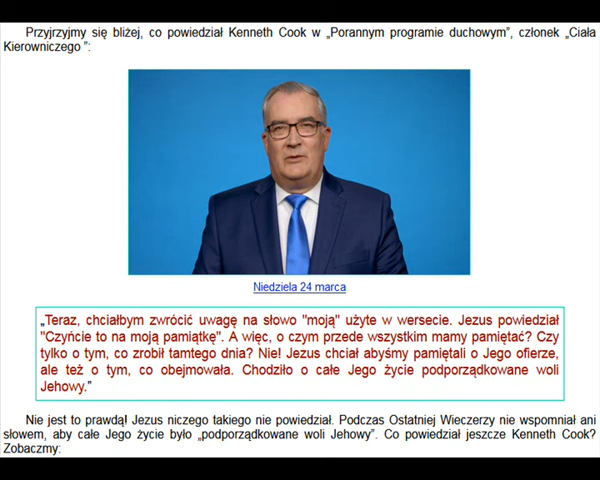 Przyjrzyjmy się bliżej, co powiedział Kenneth Cook w „Porannym programie duchowym”, członek „Ciała
Kierowniczego ”:
Niedziela 24 marca
„Teraz, chciałbym zwrócić uwagę na słowo "moją" użyte w wersecie. Jezus powiedział
"Czyńcie to na moją pamiątkę". A więc, o czym przede wszystkim mamy pamiętać? Czy
tylko o tym, co zrobił tamtego dnia? Nie! Jezus chciał abyśmy pamiętali o Jego ofierze,
ale też o tym, co obejmowała. Chodziło o całe Jego życie podporządkowane woli
Jehowy.”
Nie jest to prawdą! Jezus niczego takiego nie powiedział. Podczas Ostatniej Wieczerzy nie wspomniał ani
słowem, aby całe Jego życie było „podporządkowane woli Jehowy”. Co powiedział jeszcze Kenneth Cook?
Zobaczmy: